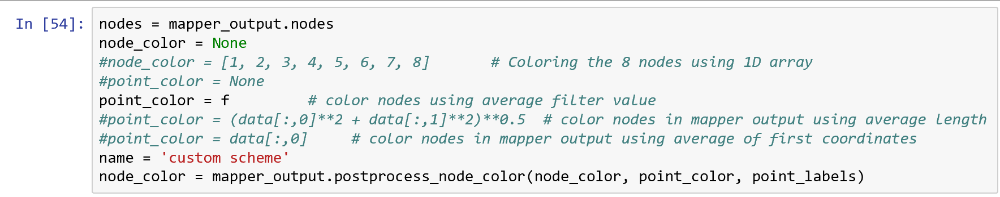 In [54]: nodes = mapper_output.nodes
node_color = None
#node_color = [1, 2, 3, 4, 5, 6, 7, 8]       # Coloring the 8 nodes using 1D array
#point_color = None
point_color = f         # color nodes using average filter value
#point_color = (data[:,0]**2 + data[:,1]**2)**0.5  # color nodes in mapper output using average length
#point_color = data[:,0]     # color nodes in mapper output using average of first coordinates
name = 'custom scheme'
node_color = mapper_output.postprocess_node_color(node_color, point_color, point_labels)